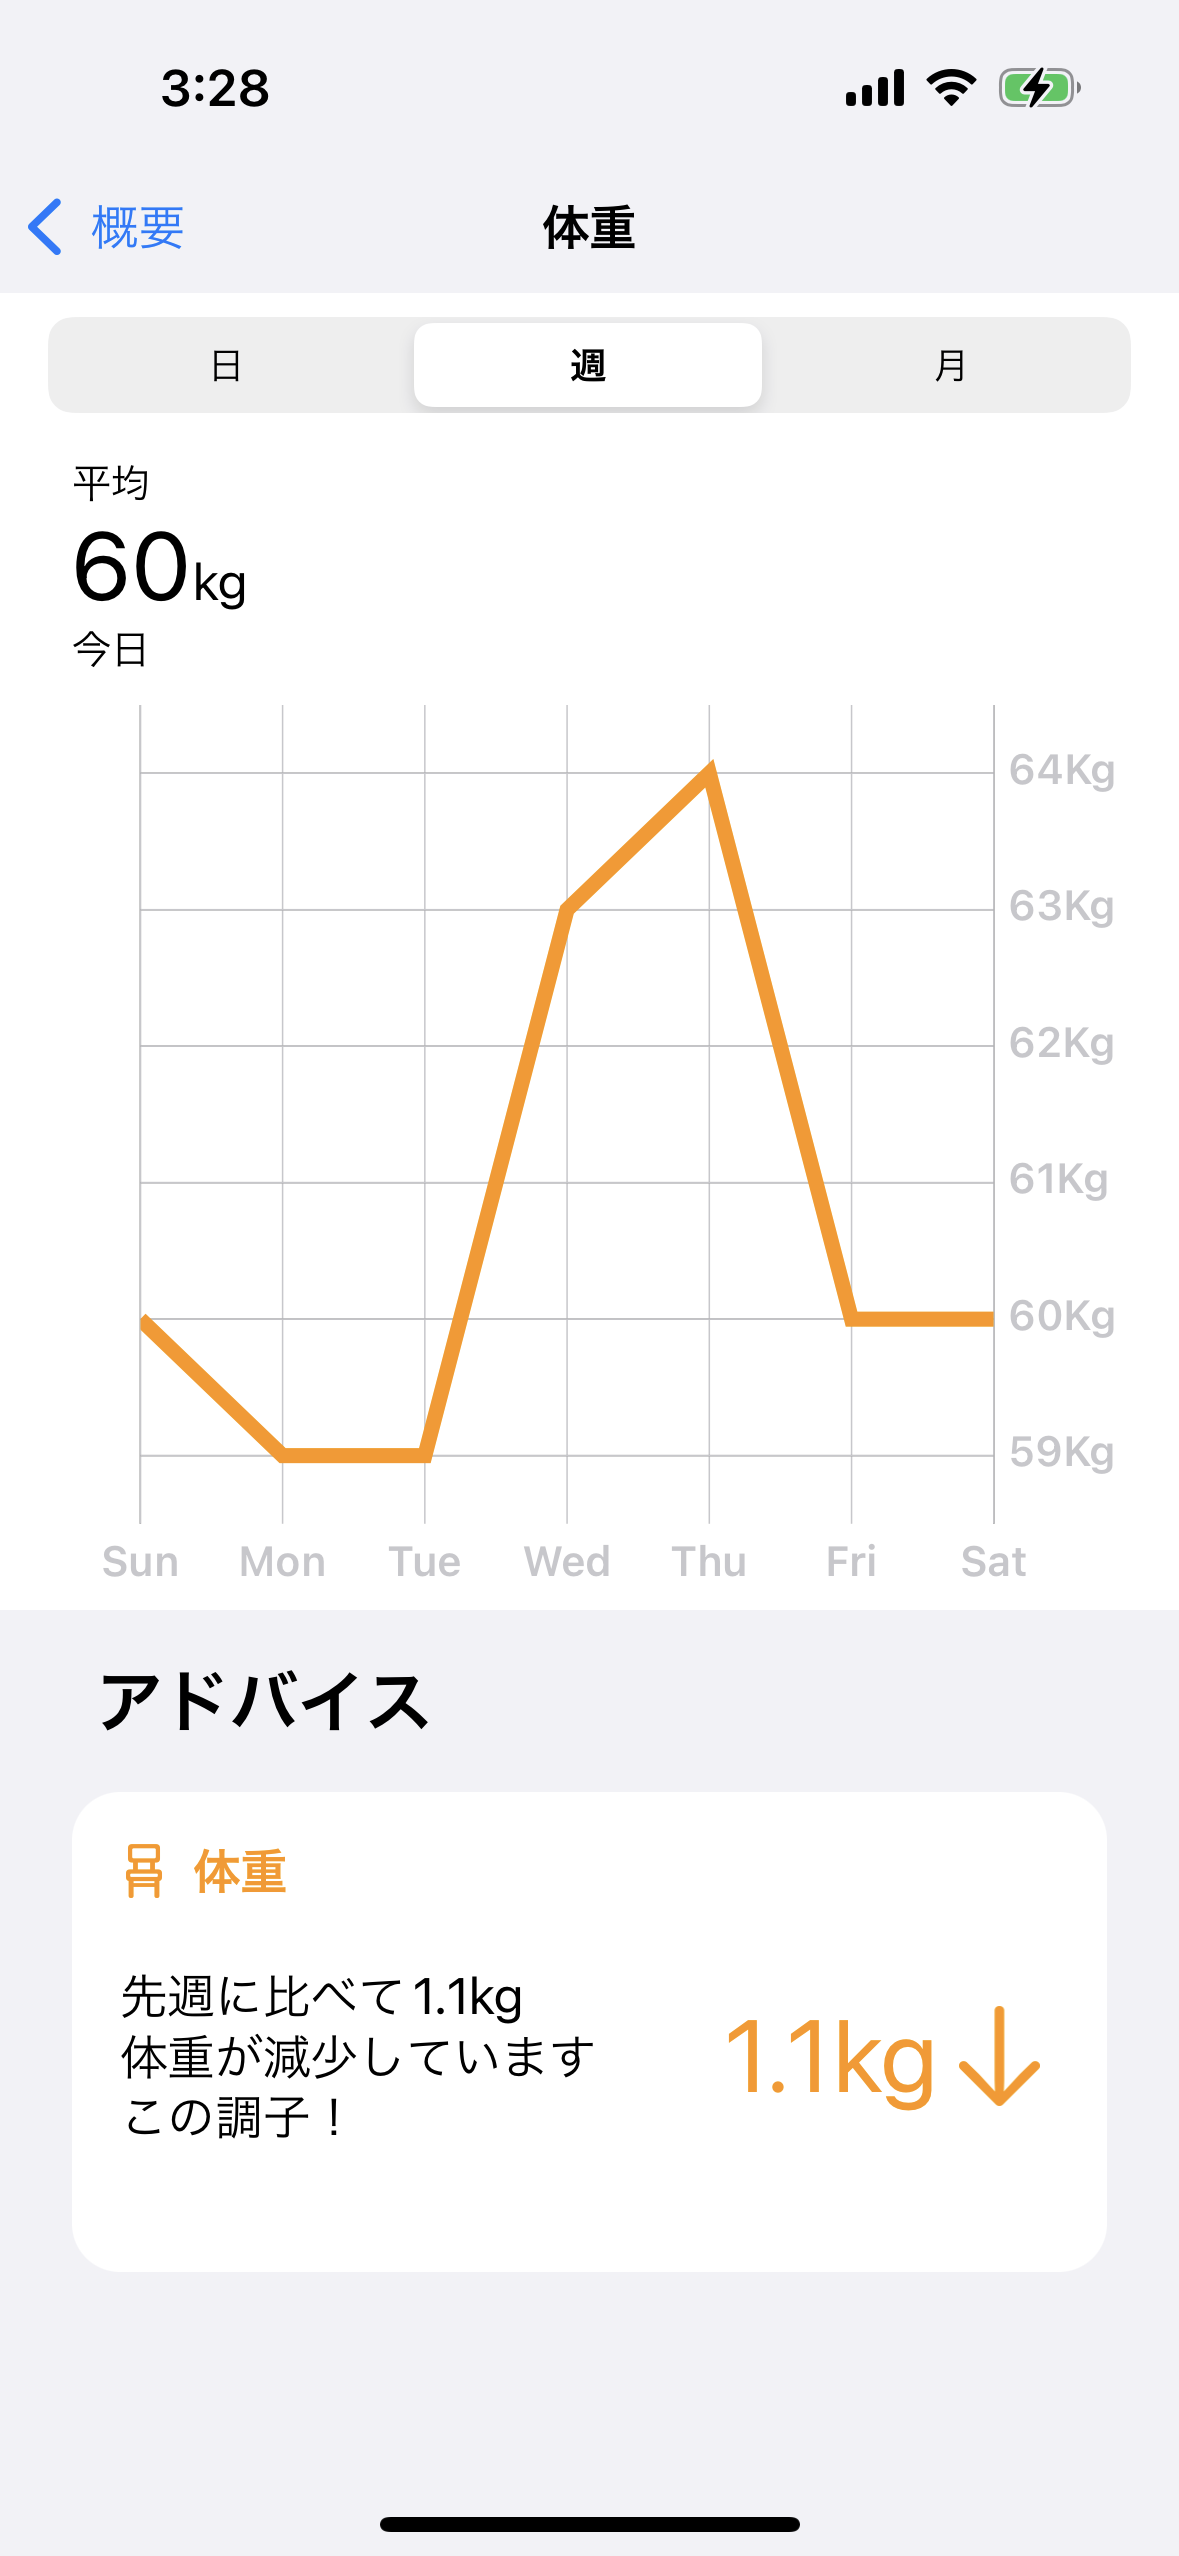 3:28
概要
体重
日 週 月
平均
60kg
今日
64Kg
63Kg
62Kg
61Kg
60Kg
59Kg
Sun Mon Tue Wed Thu Fri Sat
アドバイス
体重
先週に比べて 1.1kg
体重が減少しています
この調子！
1.1kg